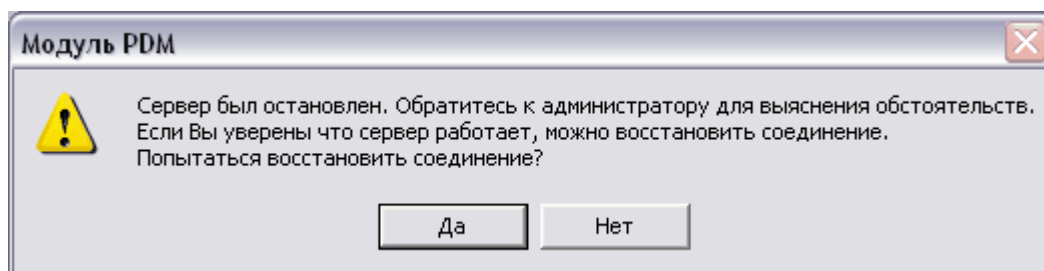 Модуль PDM
Сервер был остановлен. Обратитесь к администратору для выяснения обстоятельств.
Если Вы уверены что сервер работает, можно восстановить соединение.
Попытаться восстановить соединение?
Да Нет